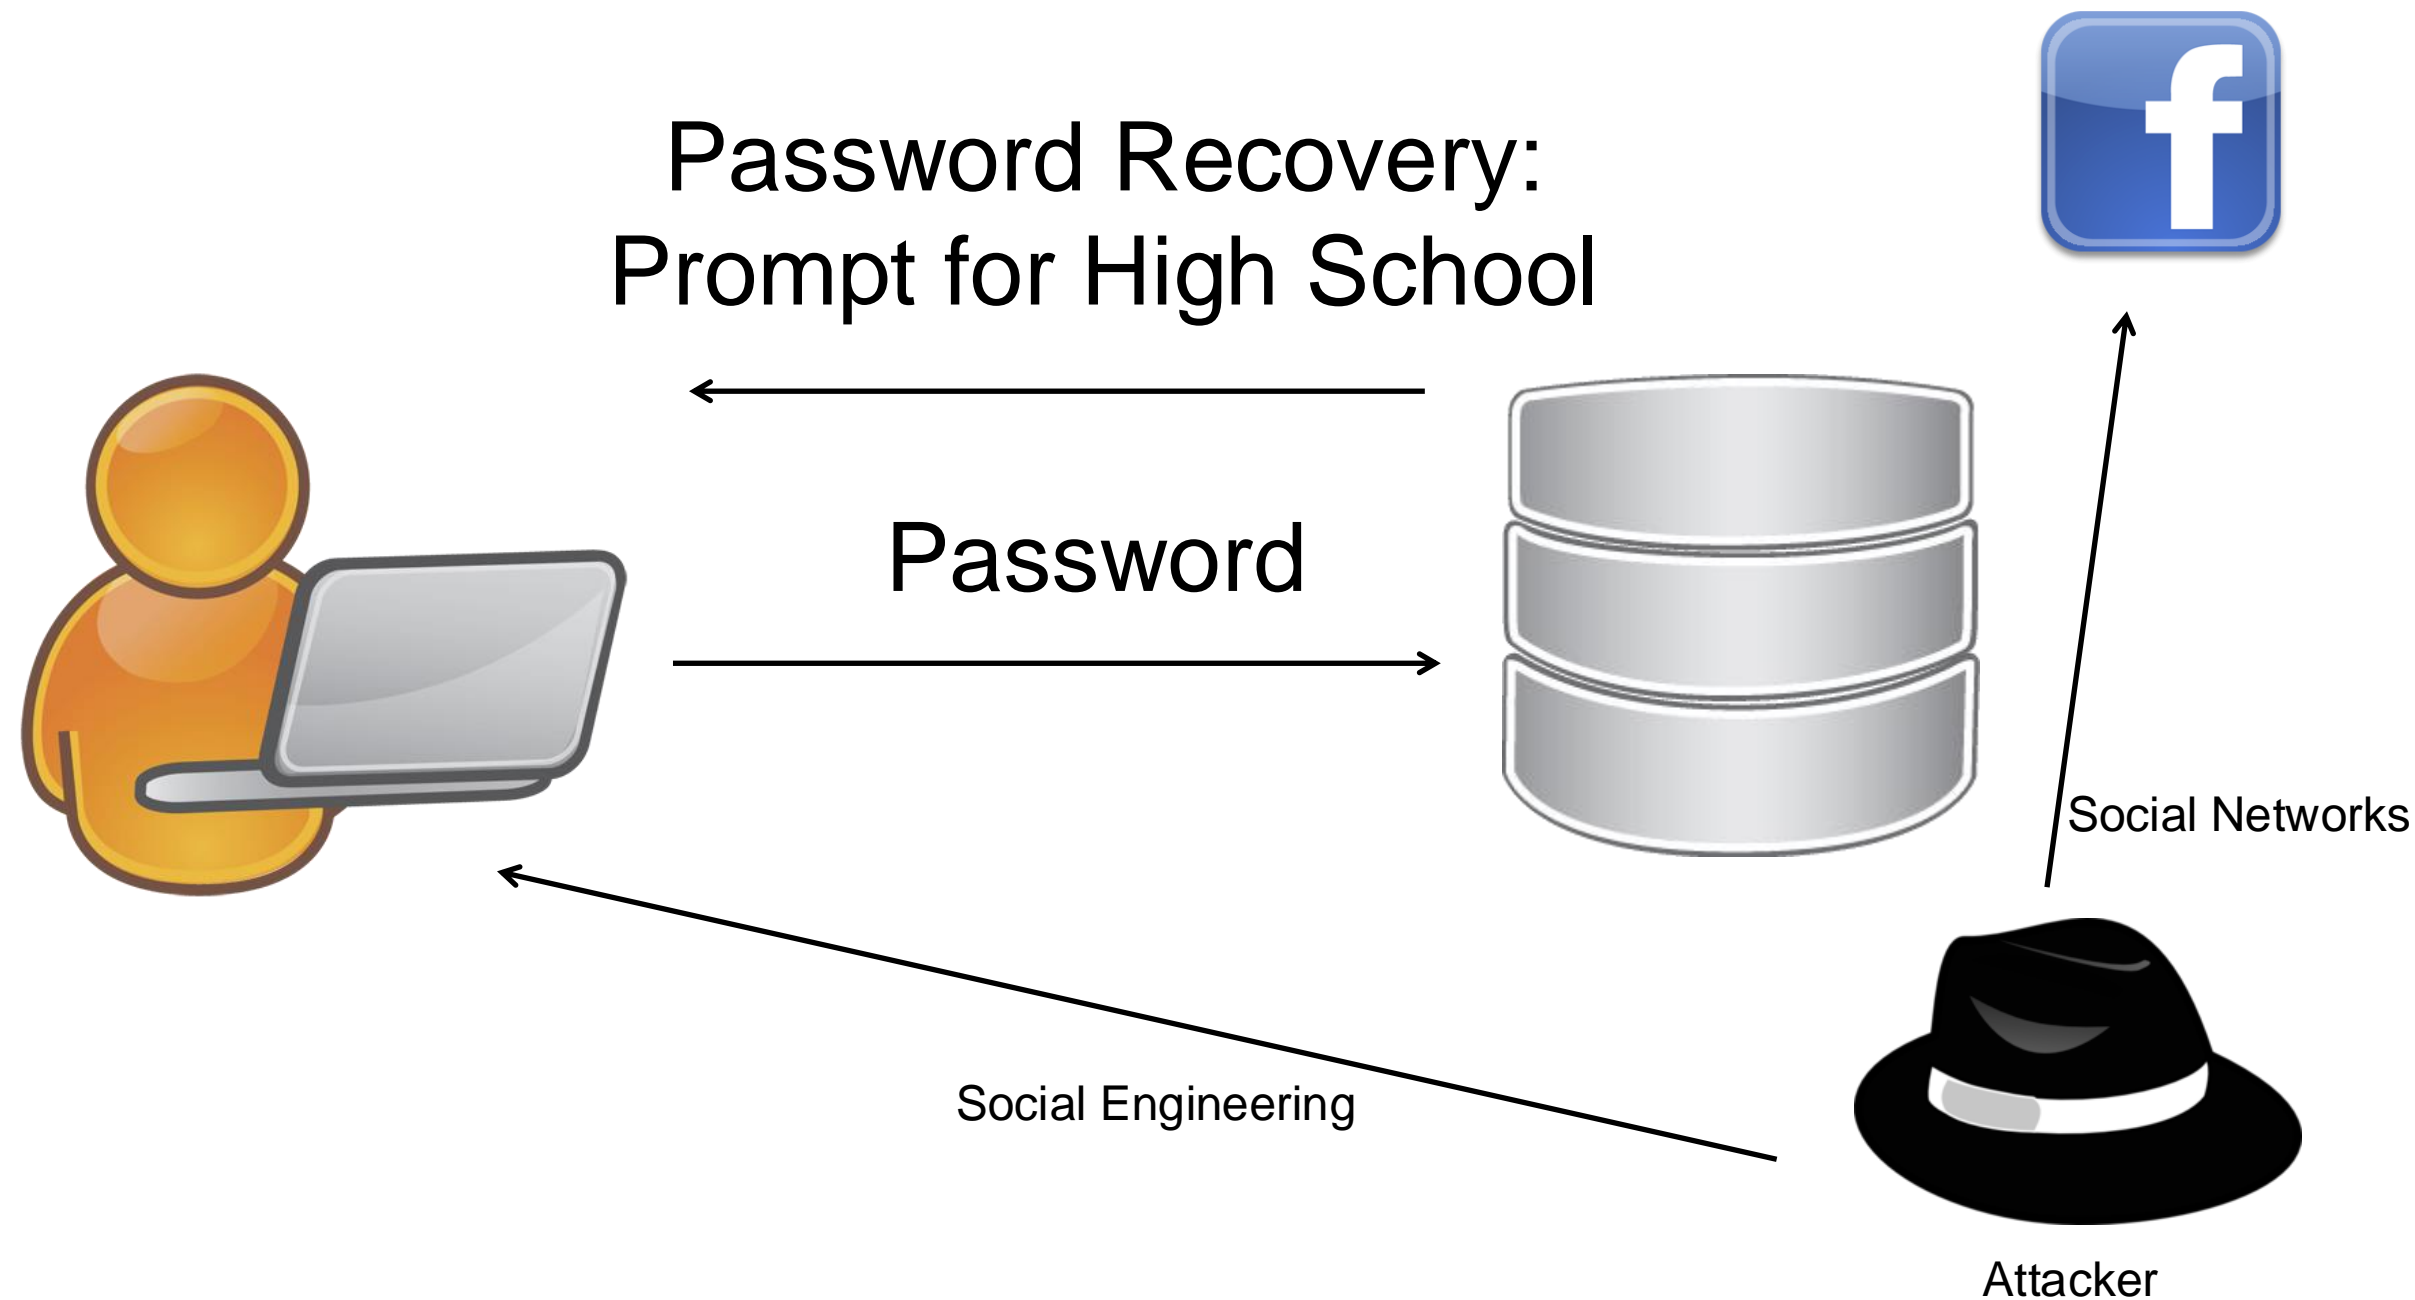 Password Recovery:
Prompt for High School
f
Password
Social Networks
Social Engineering
Attacker